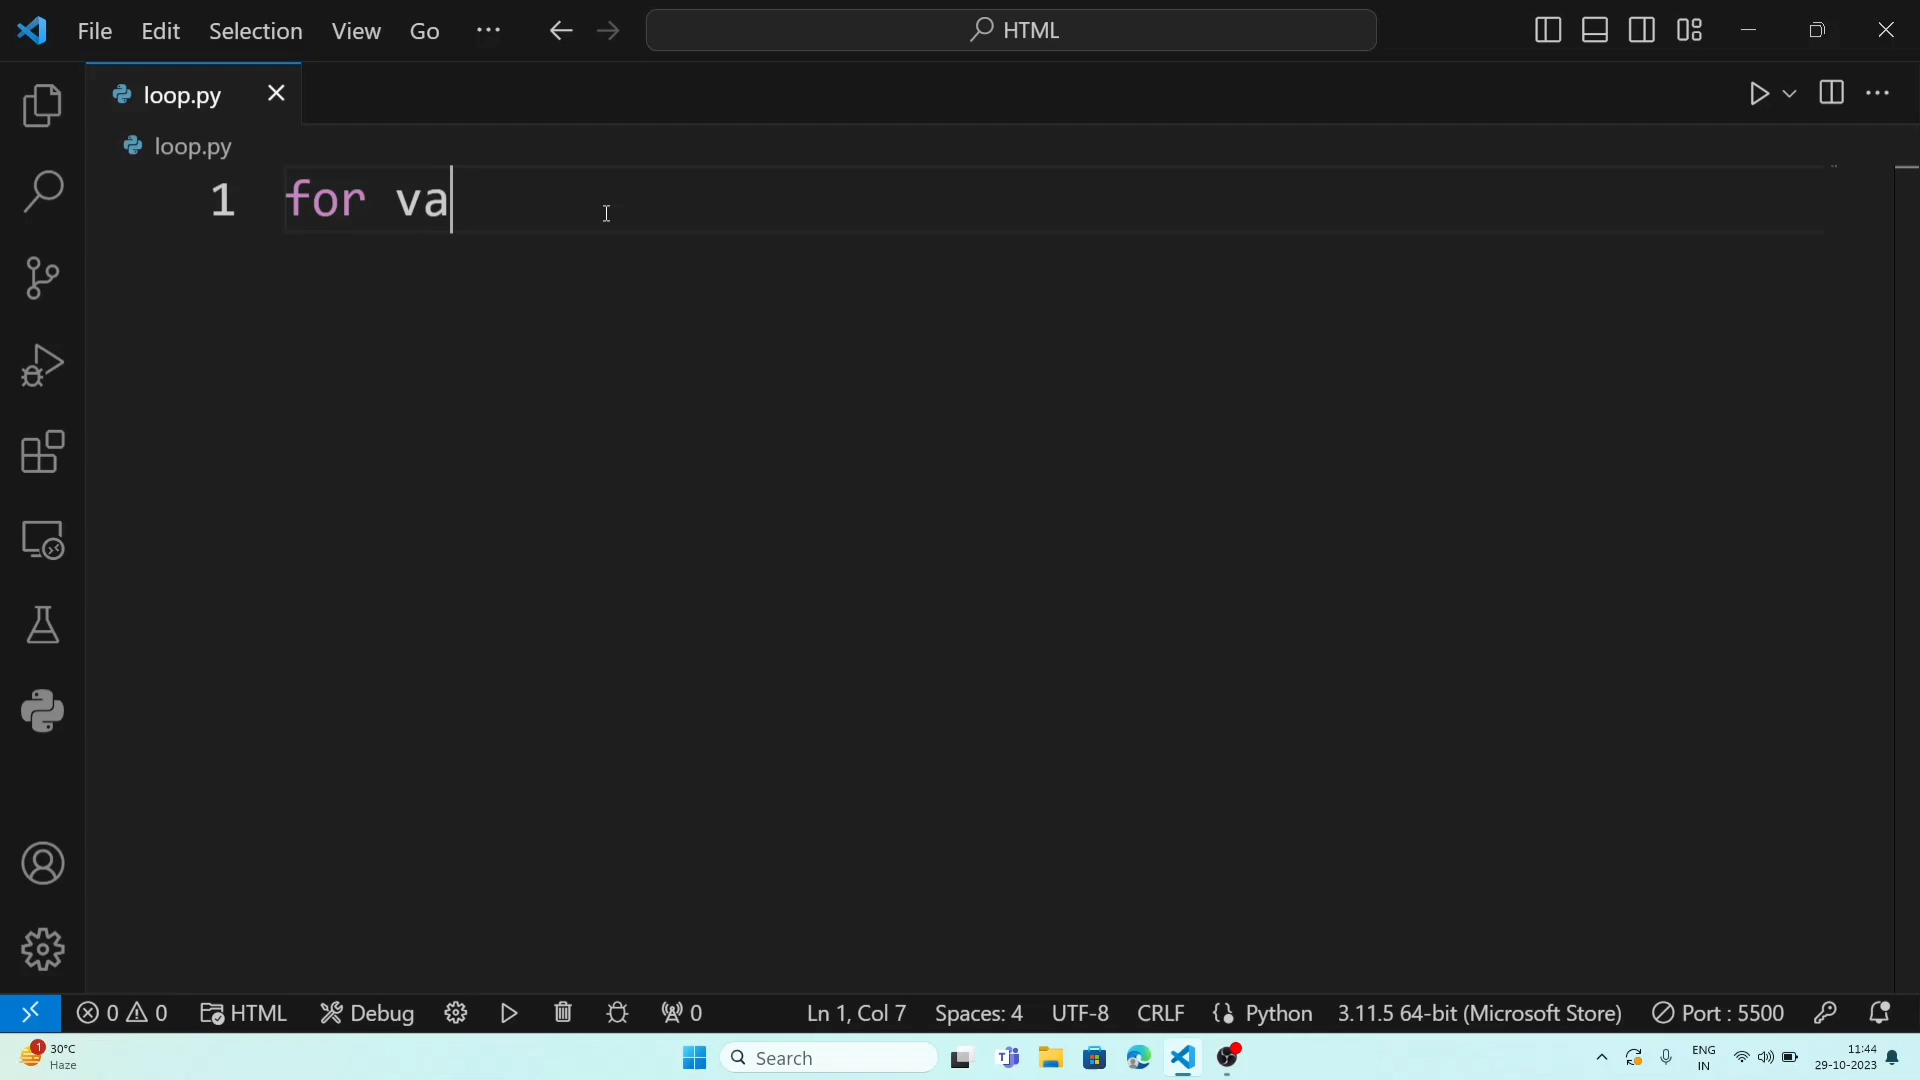 File Edit Selection View Go ··· HTML
loop.py
loop.py
1 for va
0 0 HTML Debug 0 Ln 1, Col 7 Spaces: 4 UTF-8 CRLF Python 3.11.5 64-bit (Microsoft Store) Port : 5500
1 30°C
Haze
Search
ENG
IN
11:44
29-10-2023